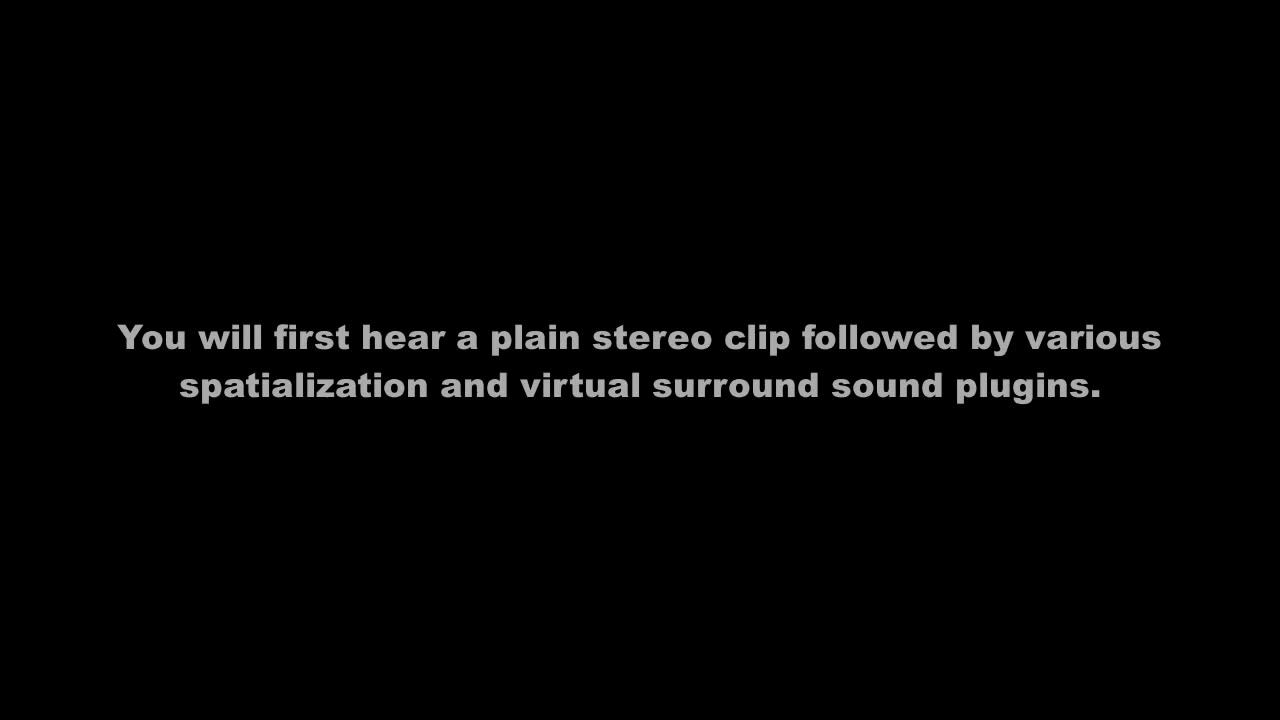 You will first hear a plain stereo clip followed by various
spatialization and virtual surround sound plugins.